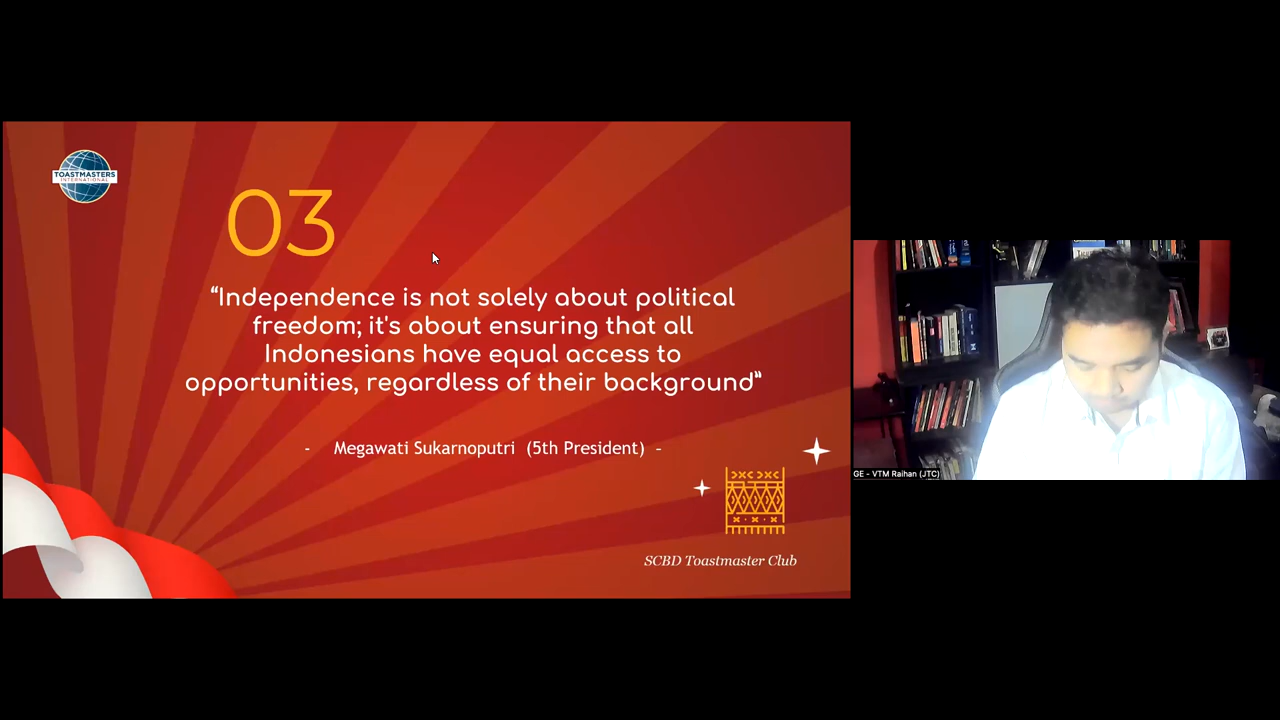 TOASTMASTERS
INTERNATIONAL
03
“Independence is not solely about political
freedom; it's about ensuring that all
Indonesians have equal access to
opportunities, regardless of their background“
- Megawati Sukarnoputri (5th President) -
SCBD Toastmaster Club
GE - VTM Raihan (JTC)